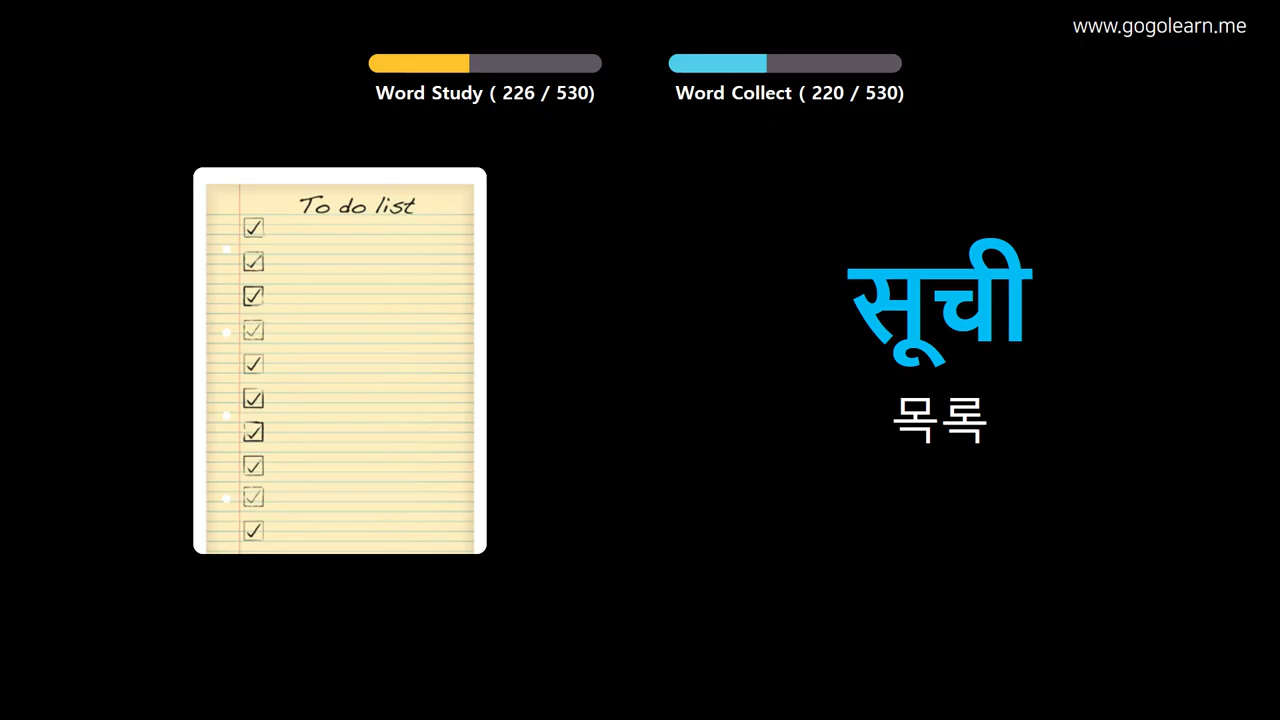 www.gogolearn.me
Word Study ( 226 / 530)
Word Collect ( 220 / 530)
To do list
सूची
목록